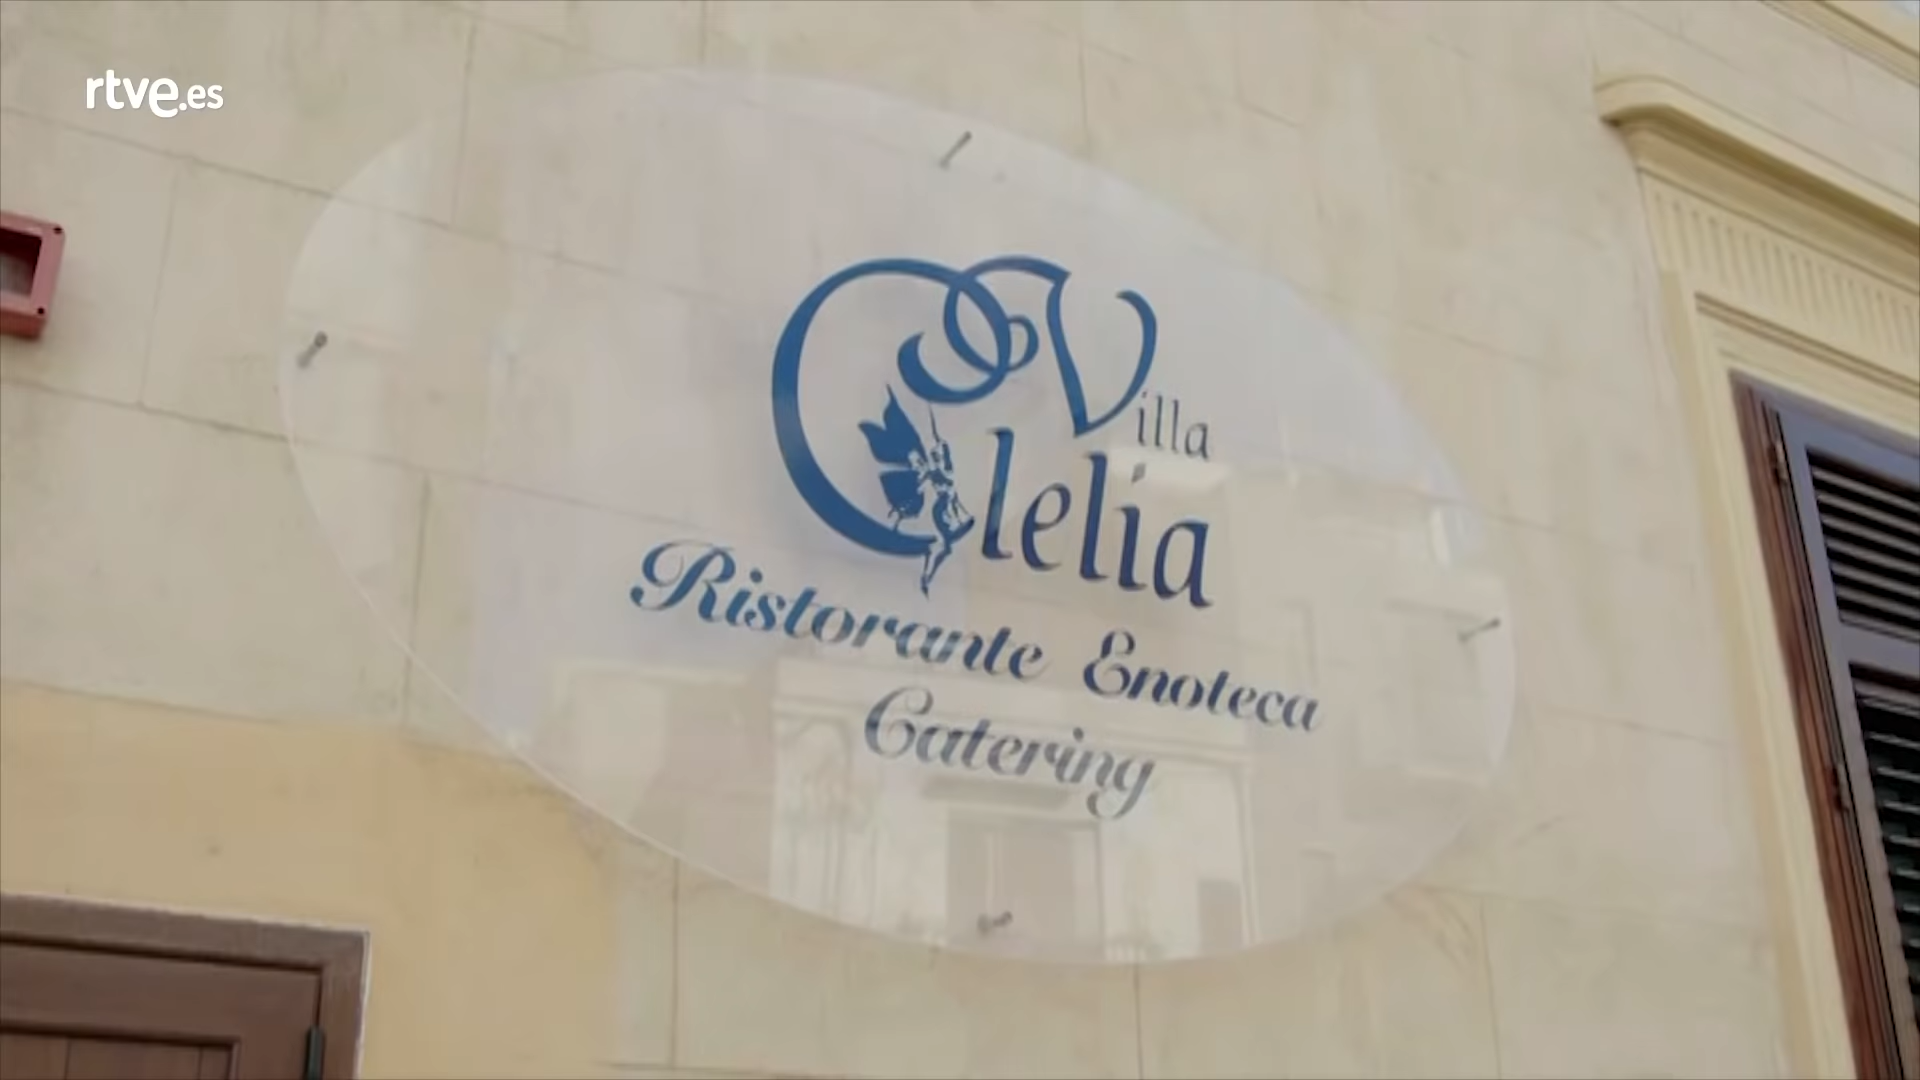 rtve.es
Villa
Clelia
Ristorante Enoteca
Catering